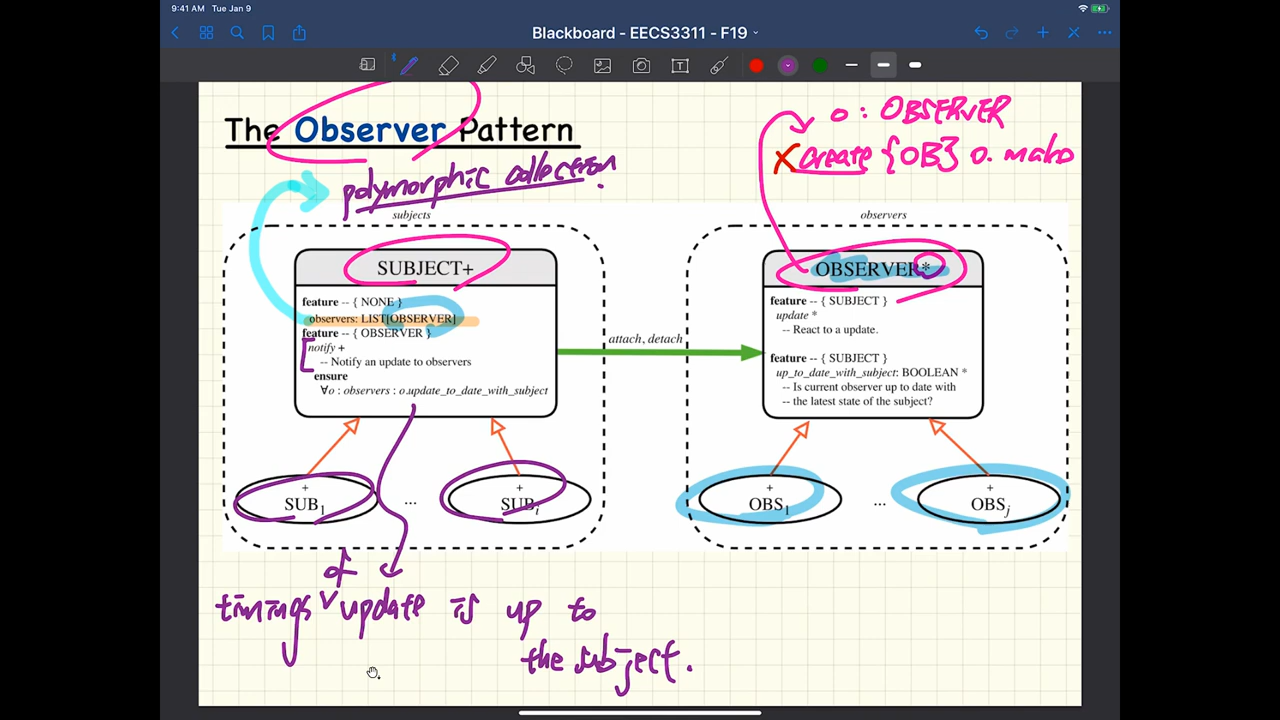 9:41 AM Tue Jan 9
Blackboard - EECS3311 - F19
The Observer Pattern
o : OBSERVER
X create {OB} o. make
polymorphic collection
subjects
observers
SUBJECT+
feature -- { NONE }
observers: LIST[OBSERVER]
feature -- { OBSERVER }
notify +
-- Notify an update to observers
ensure
∀o : observers : o.update_to_date_with_subject
attach, detach
OBSERVER*
feature -- { SUBJECT }
update *
-- React to a update.
feature -- { SUBJECT }
up_to_date_with_subject: BOOLEAN *
-- Is current observer up to date with
-- the latest state of the subject?
+
SUB1
...
+
SUBi
+
OBS1
...
+
OBSj
of
timings ∨ update is up to
the subject.